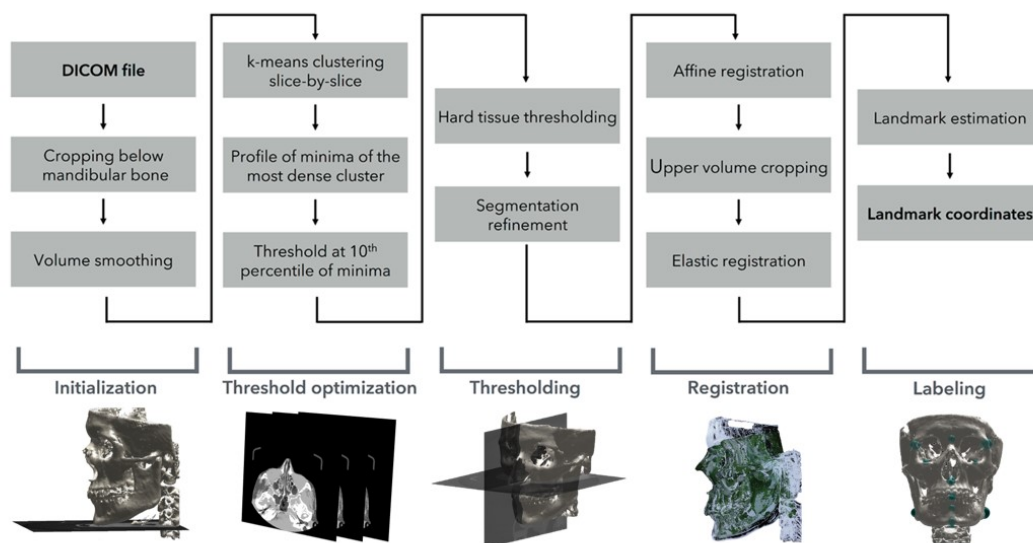 DICOM file
Cropping below
mandibular bone
Volume smoothing
k-means clustering
slice-by-slice
Profile of minima of the
most dense cluster
Threshold at 10th
percentile of minima
Hard tissue thresholding
Segmentation
refinement
Affine registration
Upper volume cropping
Elastic registration
Landmark estimation
Landmark coordinates
Initialization
Threshold optimization
Thresholding
Registration
Labeling